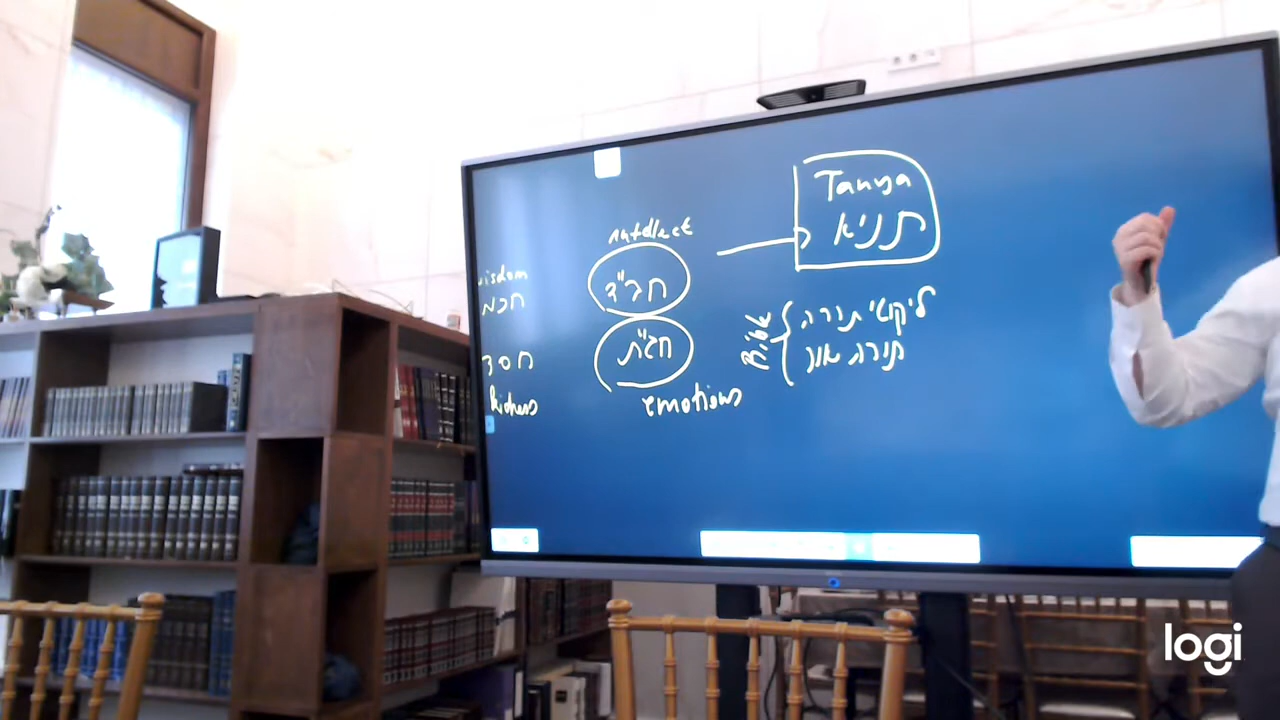 intellect
חב"ד
wisdom
חכמ
חסד
חג"ת
emotions
Tanya
תניא
Bible
ליקוטי תורה
תורה אור
logi